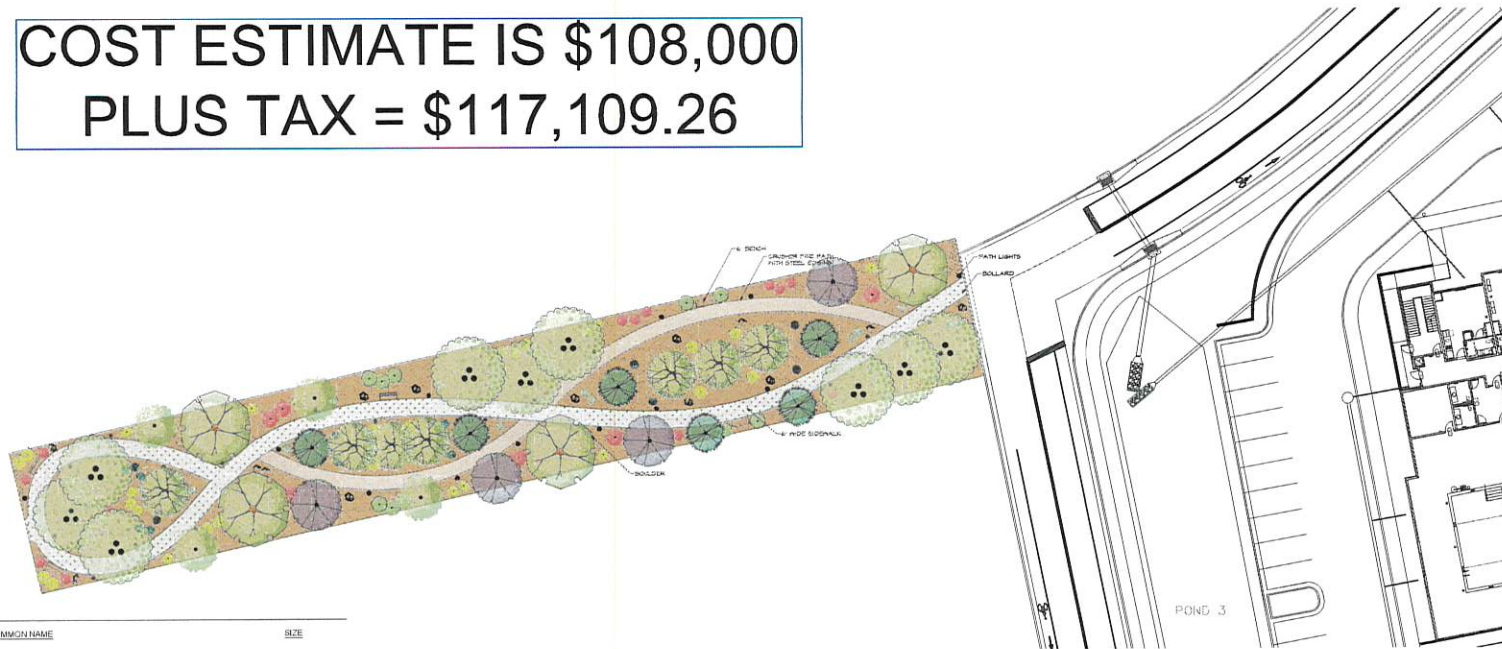 COST ESTIMATE IS $108,000
PLUS TAX = $117,109.26
6' BENCH
CRUSHER FINE PATH
WITH STEEL EDGING
PATH LIGHTS
BOLLARD
6' WIDE SIDEWALK
BOULDER
POND 3
MMON NAME
SIZE